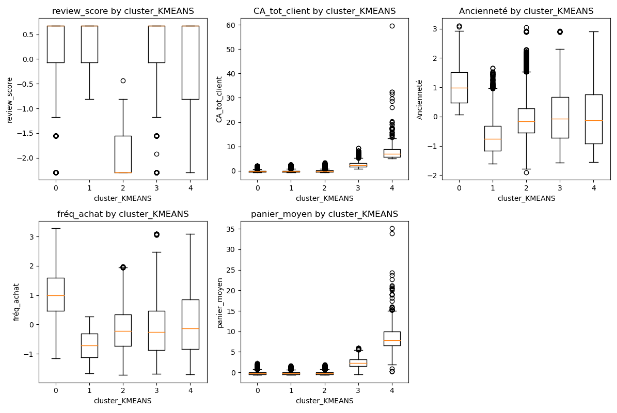 review_score by cluster_KMEANS
review_score
0.5
0.0
−0.5
−1.0
−1.5
−2.0
0 1 2 3 4
cluster_KMEANS
CA_tot_client by cluster_KMEANS
CA_tot_client
60
50
40
30
20
10
0
0 1 2 3 4
cluster_KMEANS
Ancienneté by cluster_KMEANS
Ancienneté
3
2
1
0
−1
−2
0 1 2 3 4
cluster_KMEANS
fréq_achat by cluster_KMEANS
fréq_achat
3
2
1
0
−1
0 1 2 3 4
cluster_KMEANS
panier_moyen by cluster_KMEANS
panier_moyen
35
30
25
20
15
10
5
0
0 1 2 3 4
cluster_KMEANS